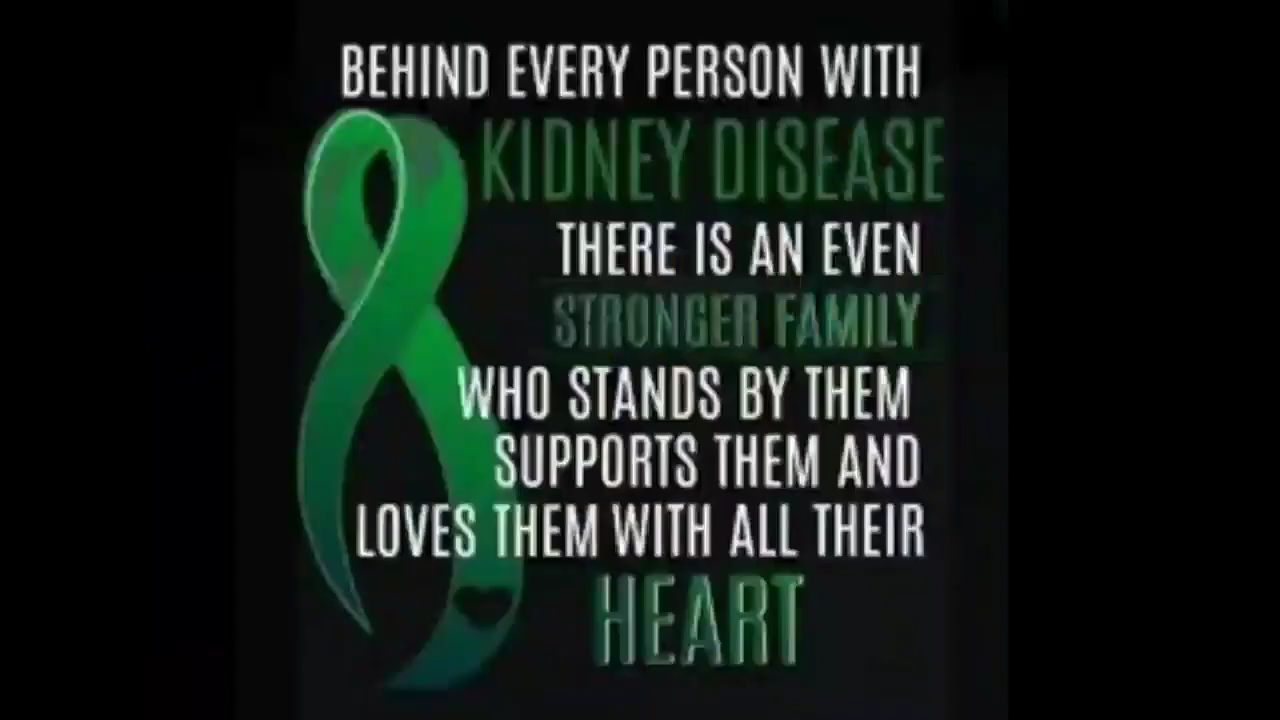 BEHIND EVERY PERSON WITH
KIDNEY DISEASE
THERE IS AN EVEN
STRONGER FAMILY
WHO STANDS BY THEM
SUPPORTS THEM AND
LOVES THEM WITH ALL THEIR
HEART